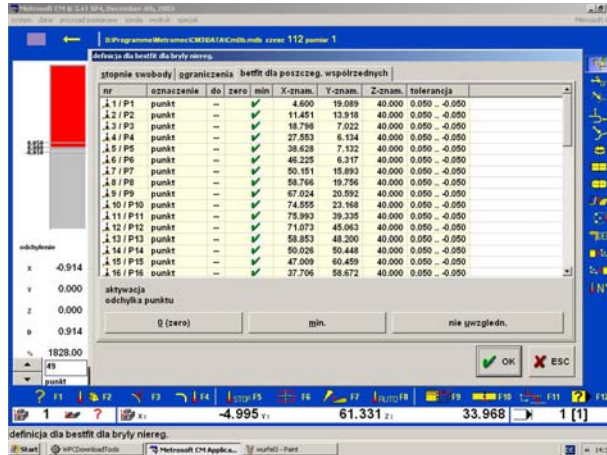 Metrosoft CM @ 3.41 SP4, December 4th, 2003
system dane przyrząd pomiarowy sonda wydruk specjal.
D:\Programme\Metromec\CM3\DATA\CmDb.mdb czesc 112 pomiar 1
definicja dla bestfit dla bryly niereg.
stopnie swobody ograniczenia betfit dla poszczeg. wspolrzednych
nr oznaczenie do zero min X-znam. Y-znam. Z-znam. tolerancja
1 / P1 punkt -- 4.600 19.089 40.000 0.050 .. -0.050
2 / P2 punkt -- 11.451 13.918 40.000 0.050 .. -0.050
3 / P3 punkt -- 18.798 7.022 40.000 0.050 .. -0.050
4 / P4 punkt -- 27.553 6.134 40.000 0.050 .. -0.050
5 / P5 punkt -- 38.628 7.132 40.000 0.050 .. -0.050
6 / P6 punkt -- 46.225 6.317 40.000 0.050 .. -0.050
7 / P7 punkt -- 50.151 15.893 40.000 0.050 .. -0.050
8 / P8 punkt -- 58.766 19.756 40.000 0.050 .. -0.050
9 / P9 punkt -- 67.024 20.592 40.000 0.050 .. -0.050
10 / P10 punkt -- 74.555 23.168 40.000 0.050 .. -0.050
11 / P11 punkt -- 75.993 39.335 40.000 0.050 .. -0.050
12 / P12 punkt -- 71.073 45.063 40.000 0.050 .. -0.050
13 / P13 punkt -- 58.853 48.200 40.000 0.050 .. -0.050
14 / P14 punkt -- 50.026 50.448 40.000 0.050 .. -0.050
15 / P15 punkt -- 47.009 60.459 40.000 0.050 .. -0.050
16 / P16 punkt -- 37.706 58.672 40.000 0.050 .. -0.050
odchylenie
X -0.914
Y 0.000
Z 0.000
D 0.914
% 1828.00
49
punkt
aktywacja
odchylka punktu
0 (zero) min. nie uwzgledn.
OK ESC
? F1 F2 F3 F4 STOP F5 F6 F7 AUTO F8 F9 F10 F11 ? F12
1 ? X: -4.995 Y: 61.331 Z: 33.968 1 [1]
definicja dla bestfit dla bryly niereg.
Start WPCDownloadTools Metrosoft CM Applica... wurfel3 - Paint DE